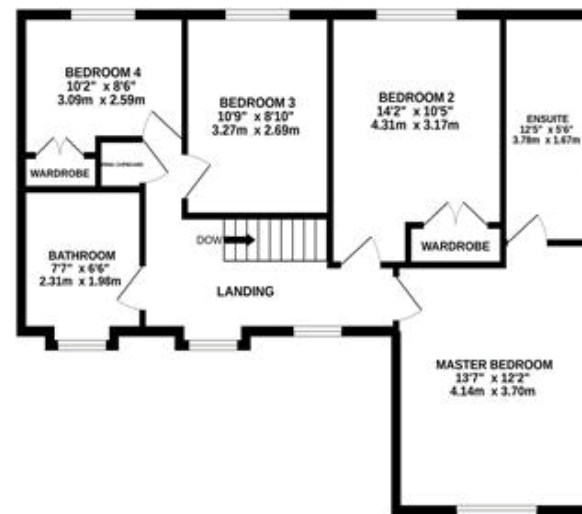 BEDROOM 4
10'2" x 8'6"
3.09m x 2.59m
BEDROOM 3
10'9" x 8'10"
3.27m x 2.69m
BEDROOM 2
14'2" x 10'5"
4.31m x 3.17m
ENSUITE
12'5" x 5'6"
3.78m x 1.67m
WARDROBE
WARDROBE
BATHROOM
7'7" x 6'6"
2.31m x 1.98m
DOW
LANDING
MASTER BEDROOM
13'7" x 12'2"
4.14m x 3.70m